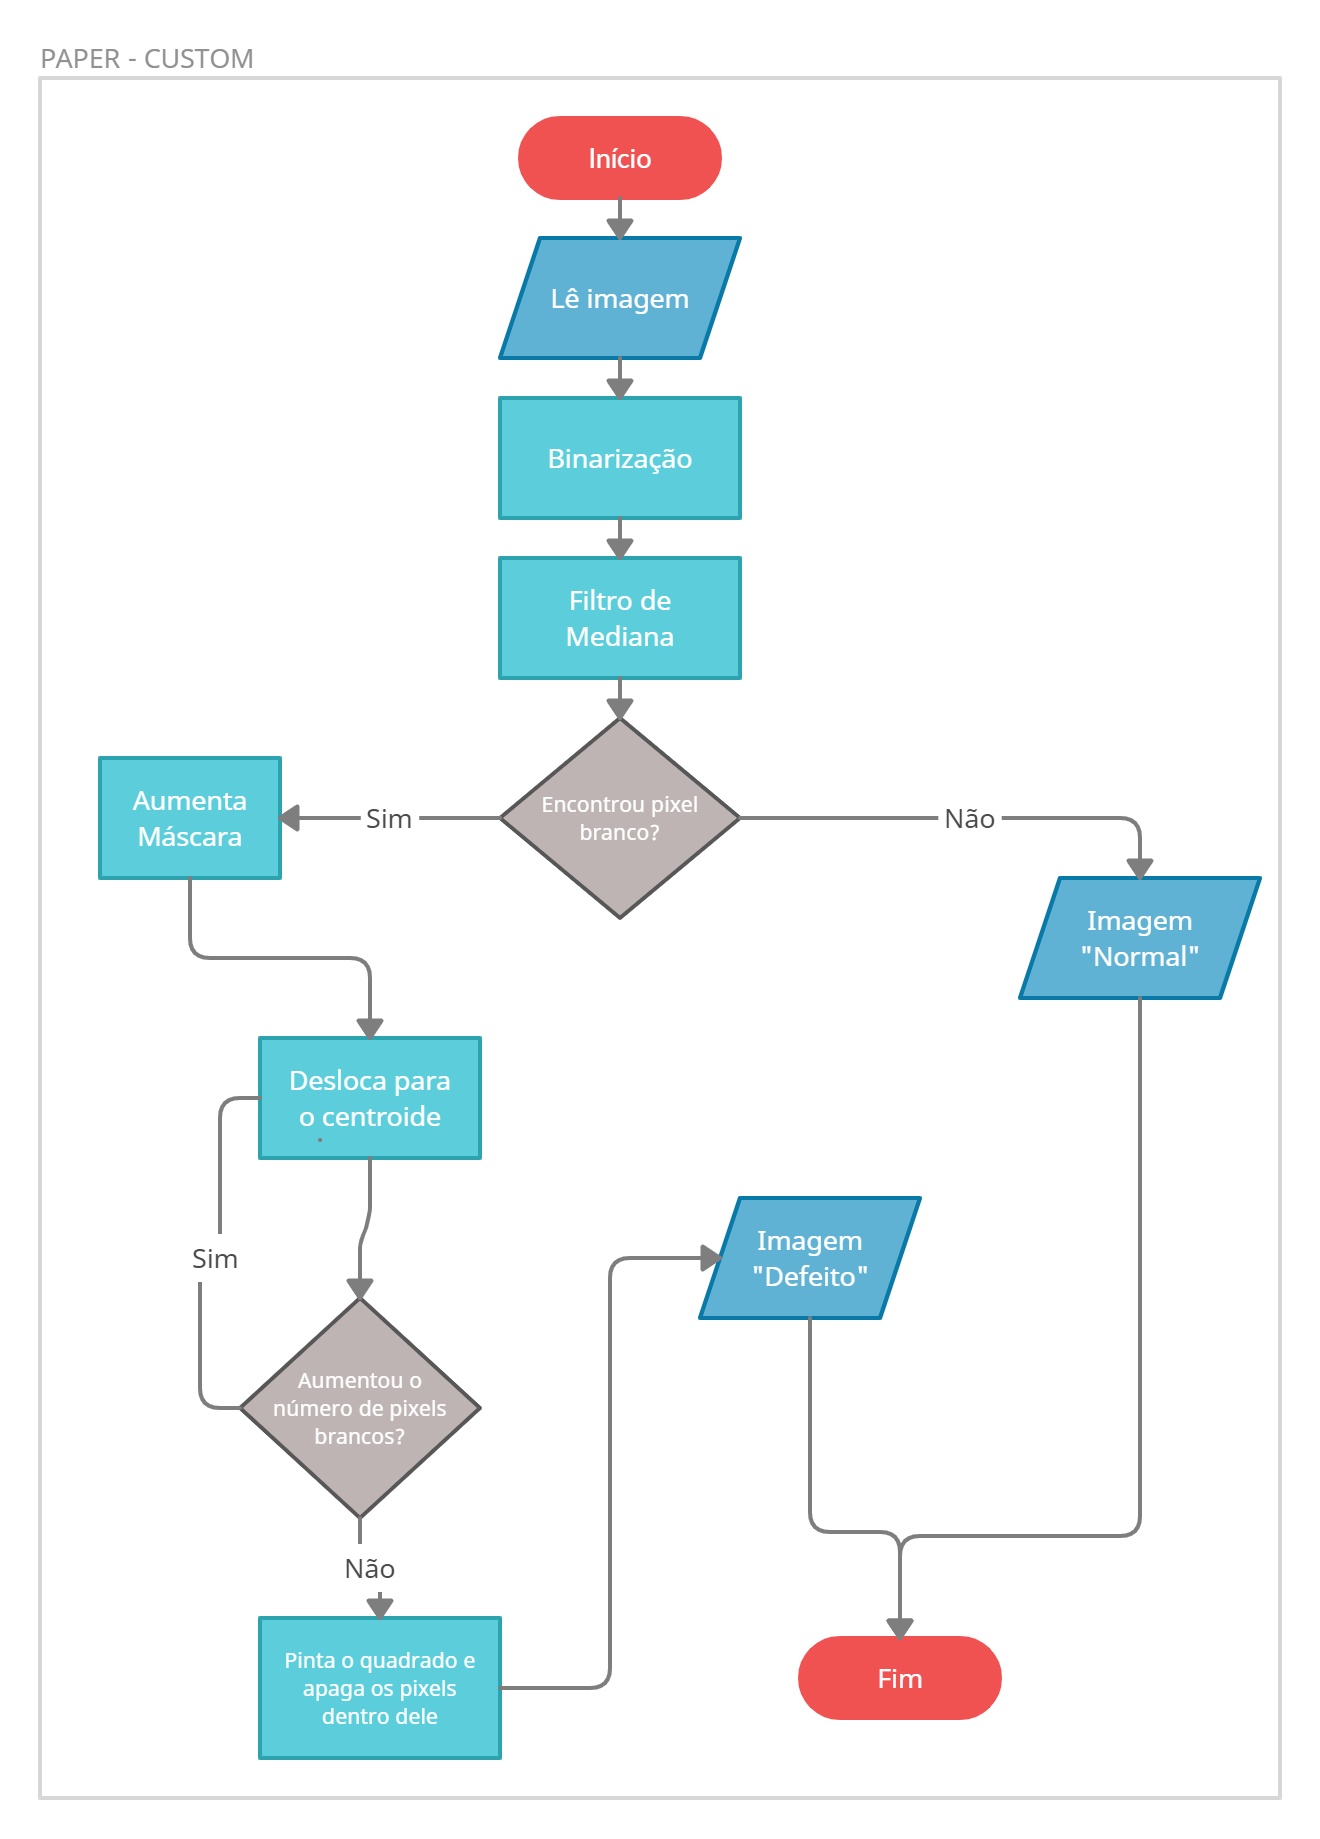 PAPER - CUSTOM
Início
Lê imagem
Binarização
Filtro de
Mediana
Encontrou pixel
branco?
Sim
Não
Aumenta
Máscara
Imagem
"Normal"
Desloca para
o centroide
Sim
Imagem
"Defeito"
Aumentou o
número de pixels
brancos?
Não
Pinta o quadrado e
apaga os pixels
dentro dele
Fim